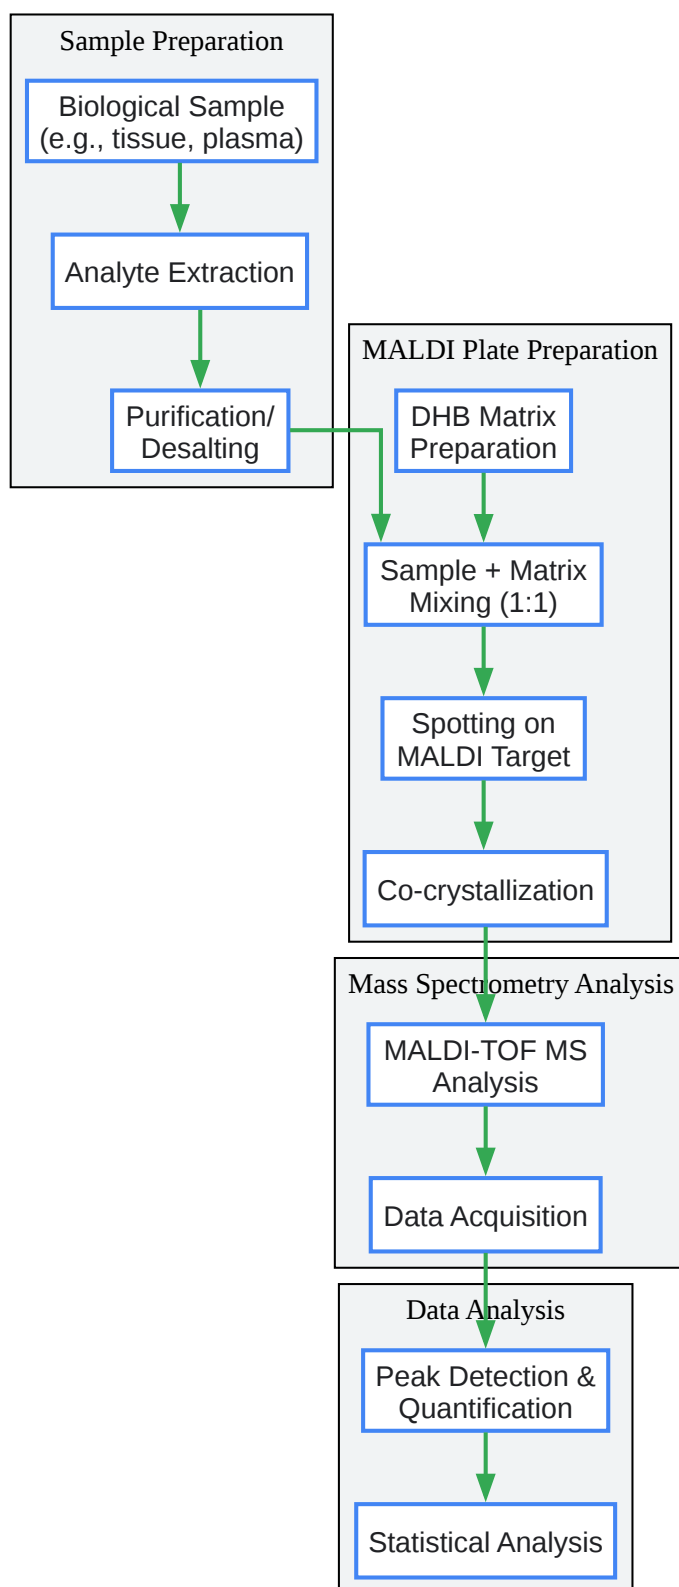 Sample Preparation
Biological Sample
(e.g., tissue, plasma)
Analyte Extraction
Purification/
Desalting
MALDI Plate Preparation
DHB Matrix
Preparation
Sample + Matrix
Mixing (1:1)
Spotting on
MALDI Target
Co-crystallization
Mass Spectrometry Analysis
MALDI-TOF MS
Analysis
Data Acquisition
Data Analysis
Peak Detection &
Quantification
Statistical Analysis